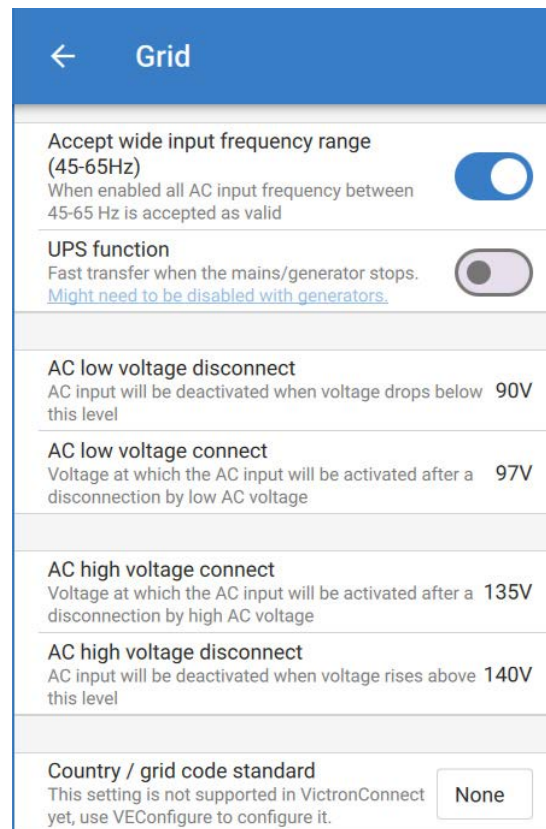 Grid
Accept wide input frequency range
(45-65Hz)
When enabled all AC input frequency between
45-65 Hz is accepted as valid
UPS function
Fast transfer when the mains/generator stops.
Might need to be disabled with generators.
AC low voltage disconnect
AC input will be deactivated when voltage drops below 90V
this level
AC low voltage connect
Voltage at which the AC input will be activated after a 97V
disconnection by low AC voltage
AC high voltage connect
Voltage at which the AC input will be activated after a 135V
disconnection by high AC voltage
AC high voltage disconnect
AC input will be deactivated when voltage rises above 140V
this level
Country / grid code standard
This setting is not supported in VictronConnect None
yet, use VEConfigure to configure it.